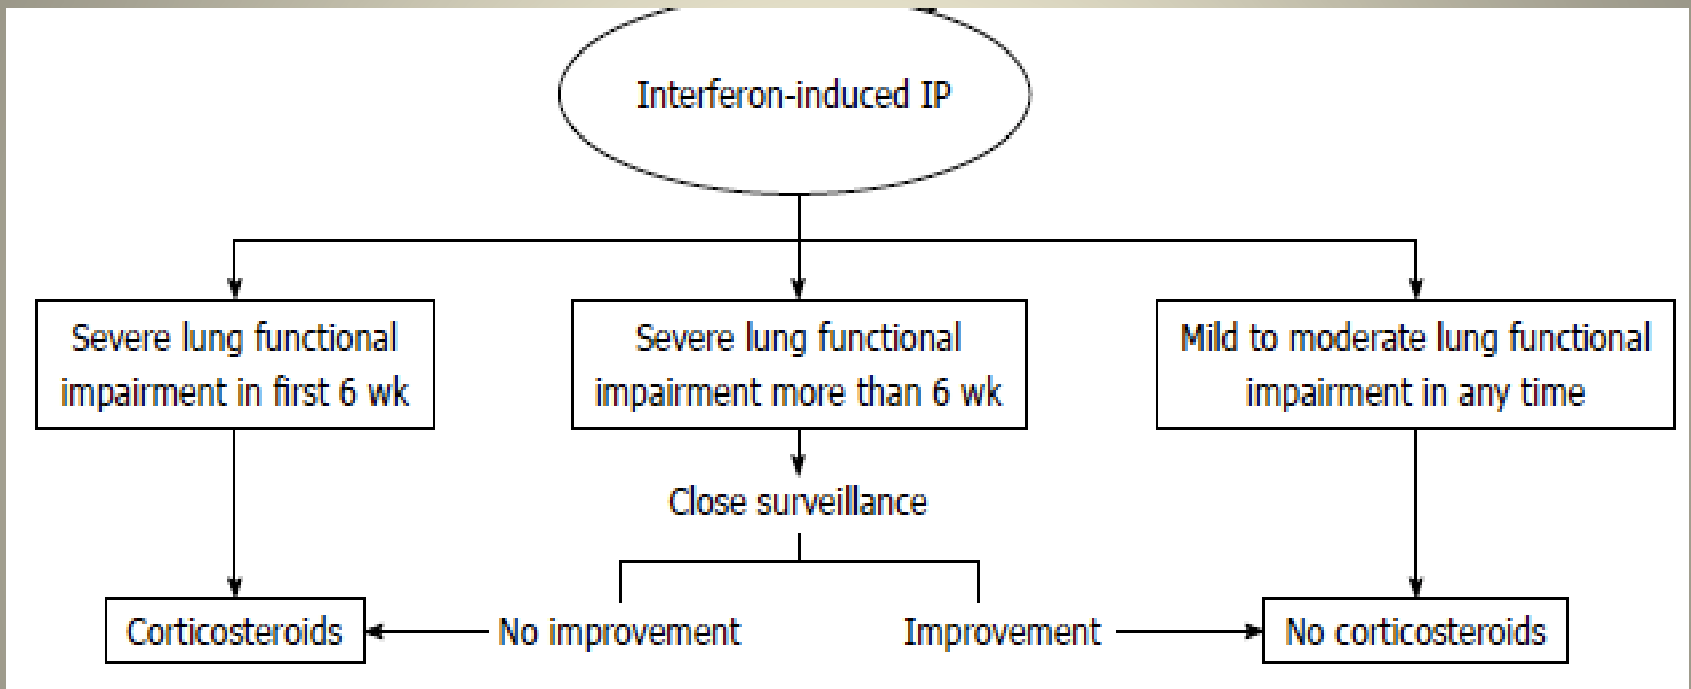 Interferon-induced IP
Severe lung functional
impairment in first 6 wk
Severe lung functional
impairment more than 6 wk
Mild to moderate lung functional
impairment in any time
Close surveillance
Corticosteroids
No improvement
Improvement
No corticosteroids